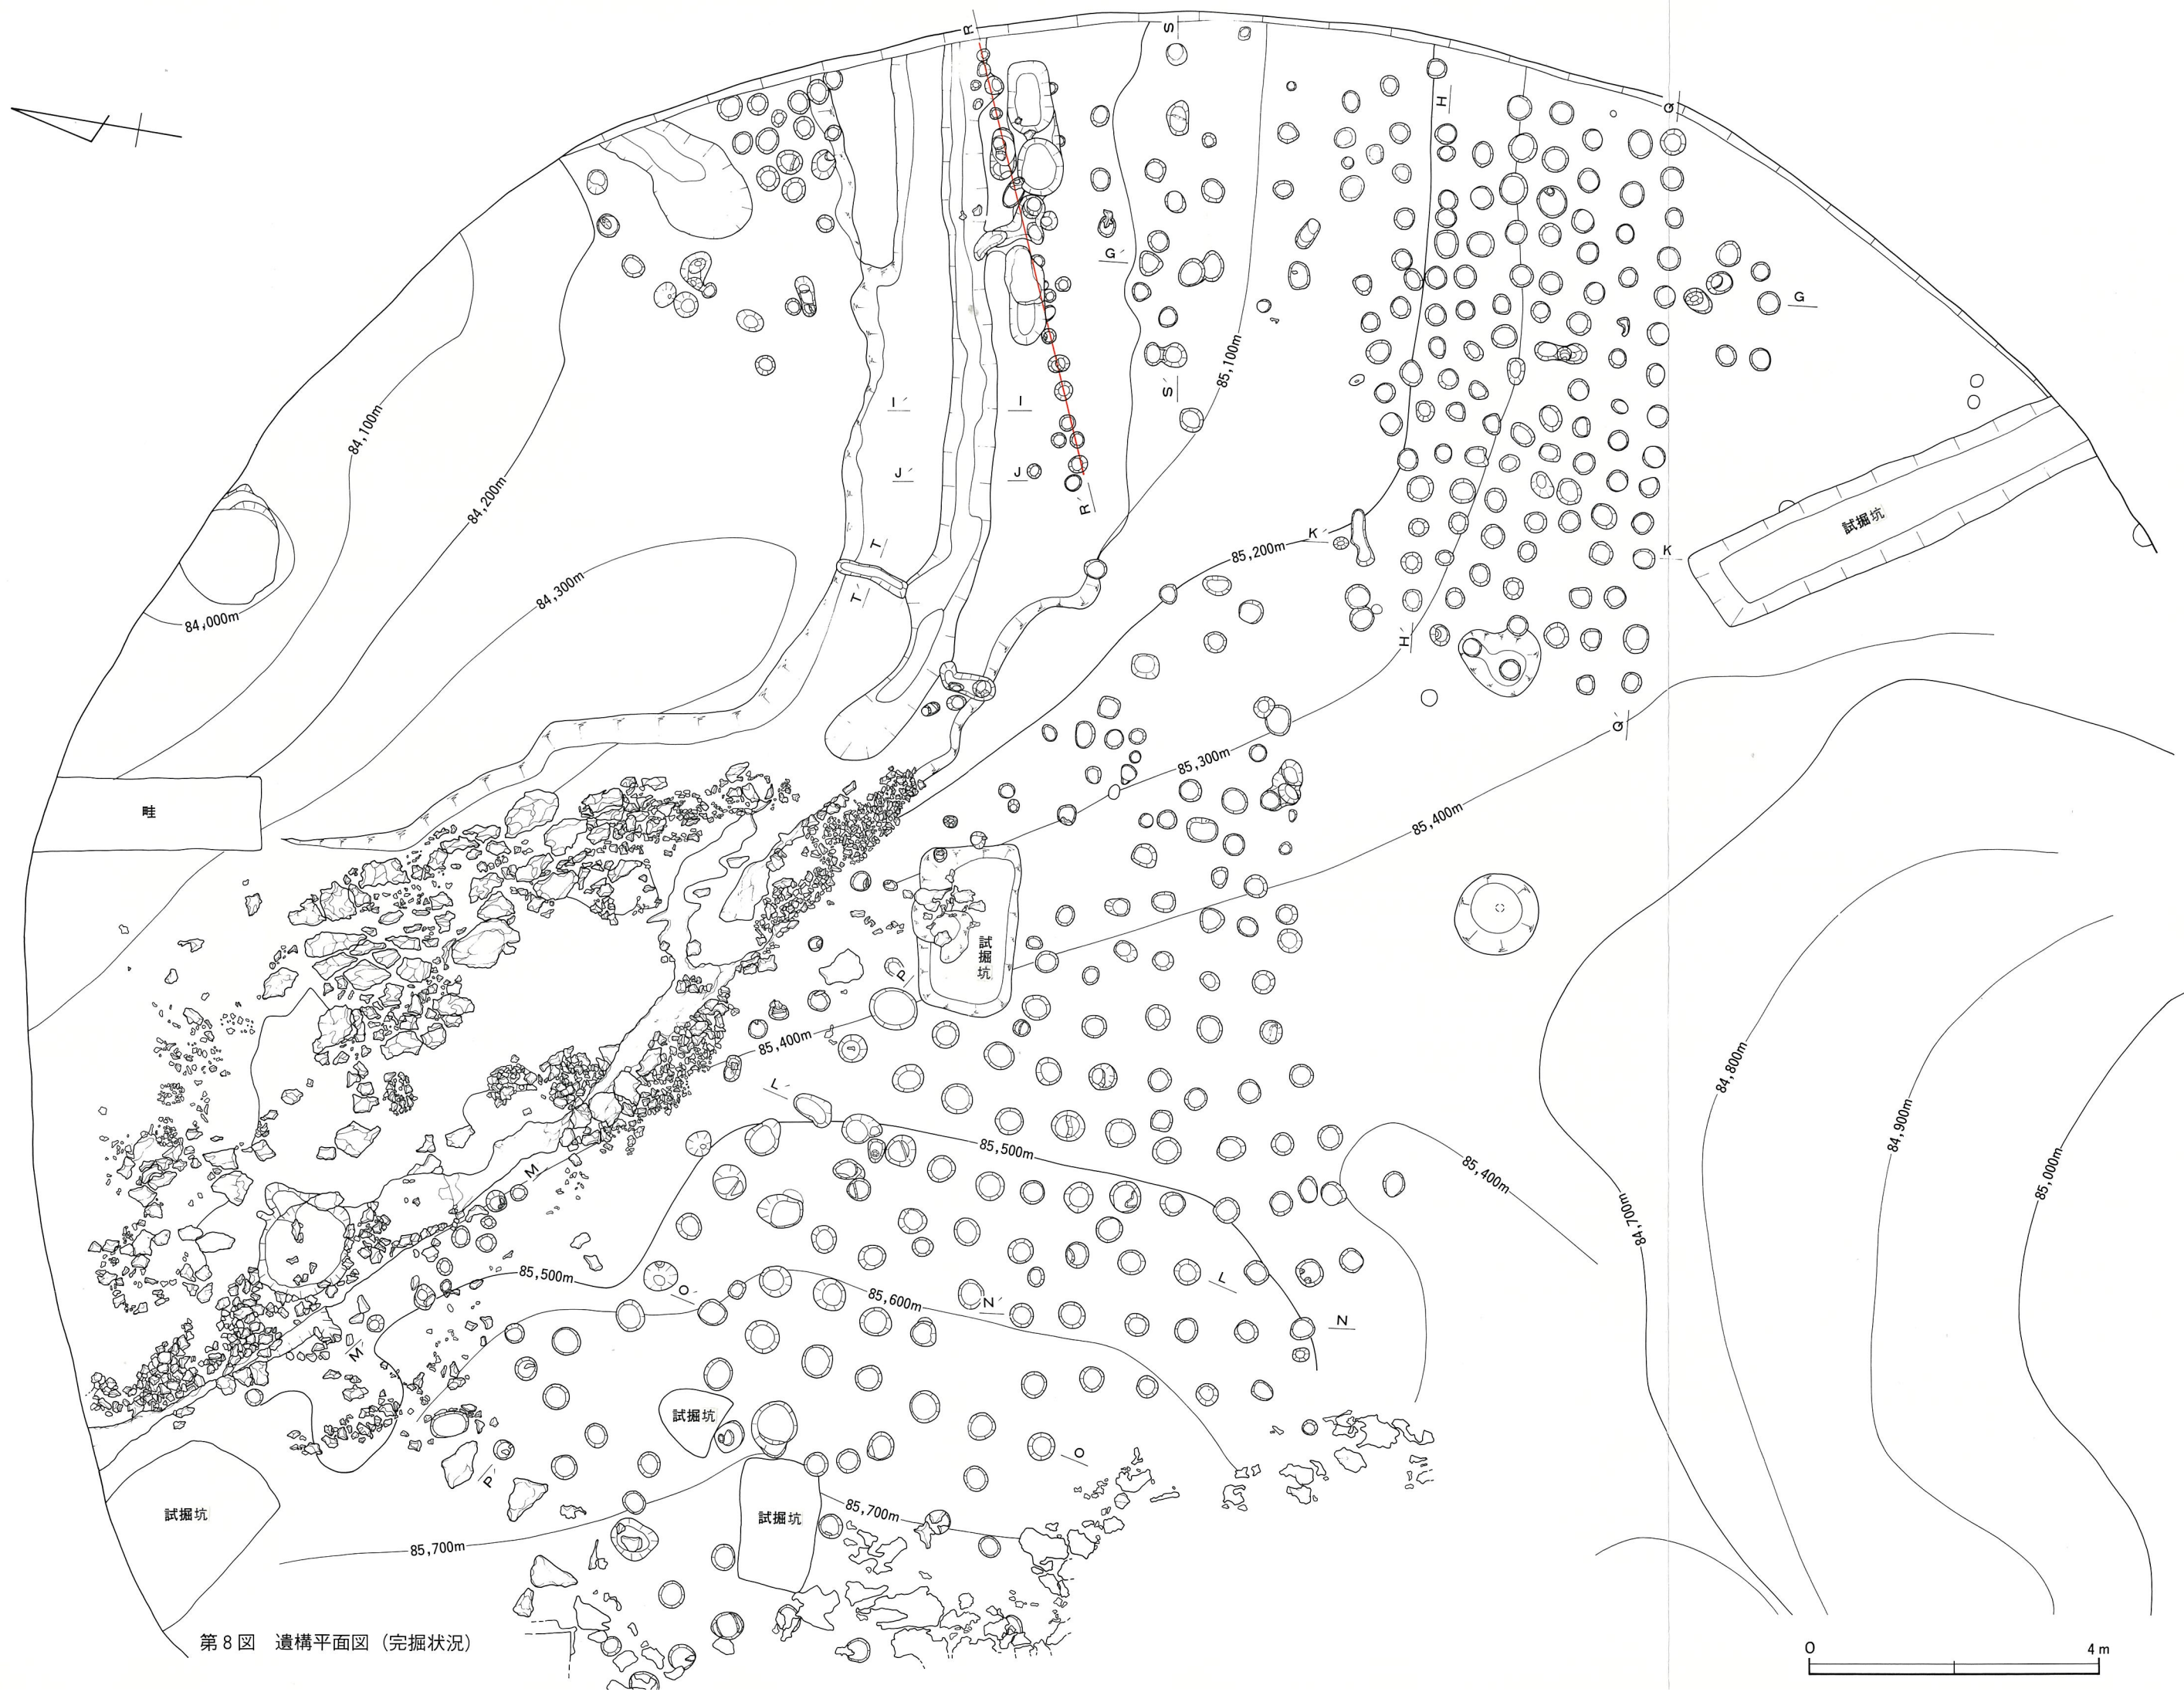 R
S
Q
H
G´
G
85,100m
84,100m
S´
I´
I
84,200m
J´
J
R´
試掘坑
T
K´
K
85,200m
84,300m
T´
84,000m
H´
Q´
85,300m
畦
85,400m
試掘坑
P
85,400m
84,800m
L´
84,900m
85,500m
M
85,400m
85,000m
84,700m
85,500m
L
O´
N´
85,600m
N
M´
試掘坑
O
P´
試掘坑
試掘坑
85,700m
85,700m
第8図 遺構平面図（完掘状況）
0 4m